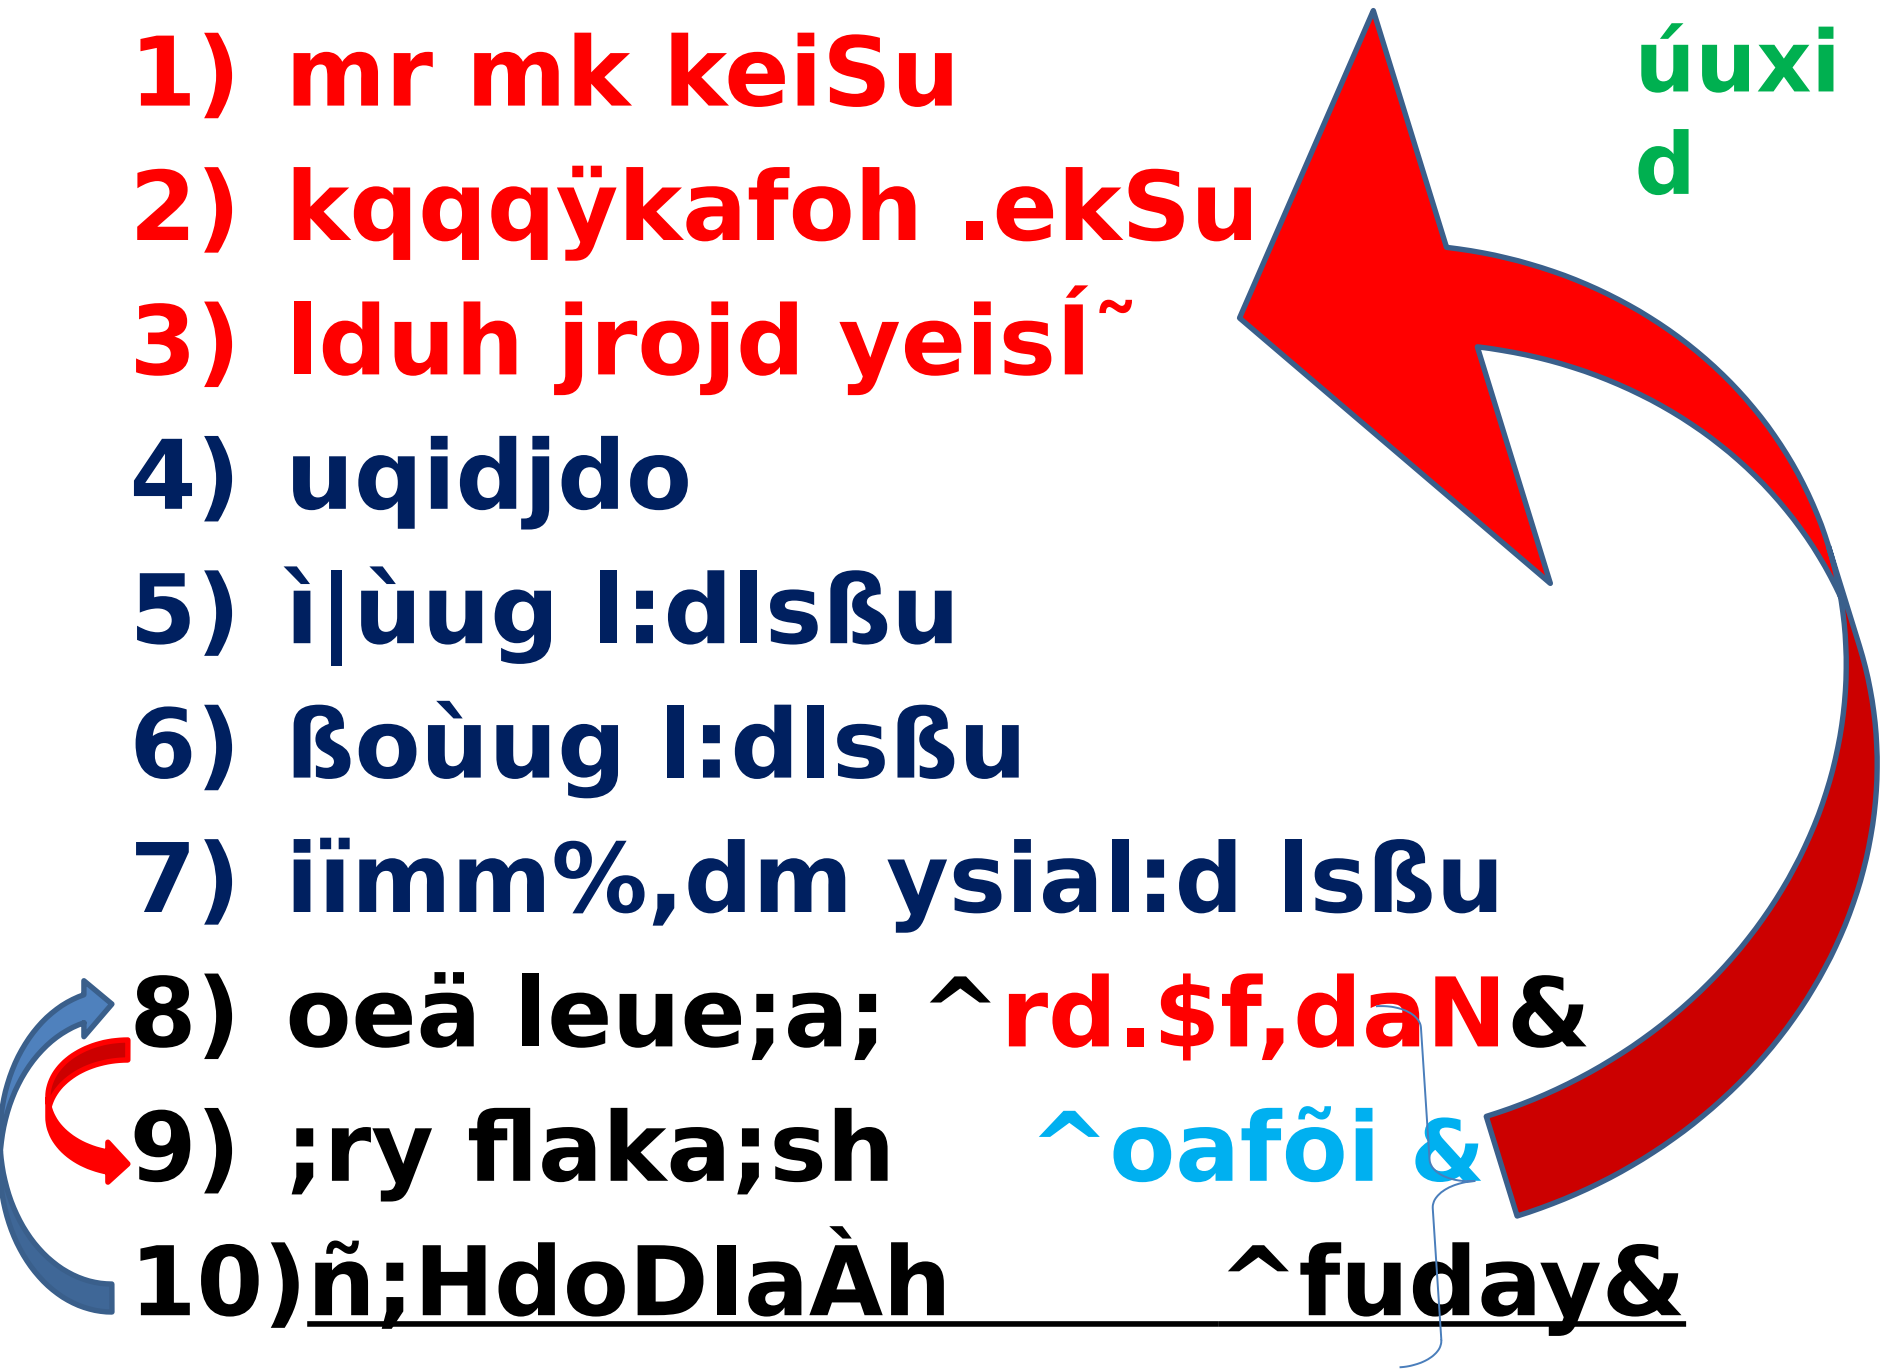 1) mr mk keiSu
úuxi
d
2) kqqqÿkafoh .ekSu
3) lduh jrojd yeisÍ˜
4) uqidjdo
5) ì|ùug l:dlsßu
6) ßoùug l:dlsßu
7) iïmm%,dm ysial:d lsßu
8) oeä leue;a; ^rd.$f,daN&
9) ;ry flaka;sh ^oafõi &
10)ñ;HdoDIaÀh ^fuday&